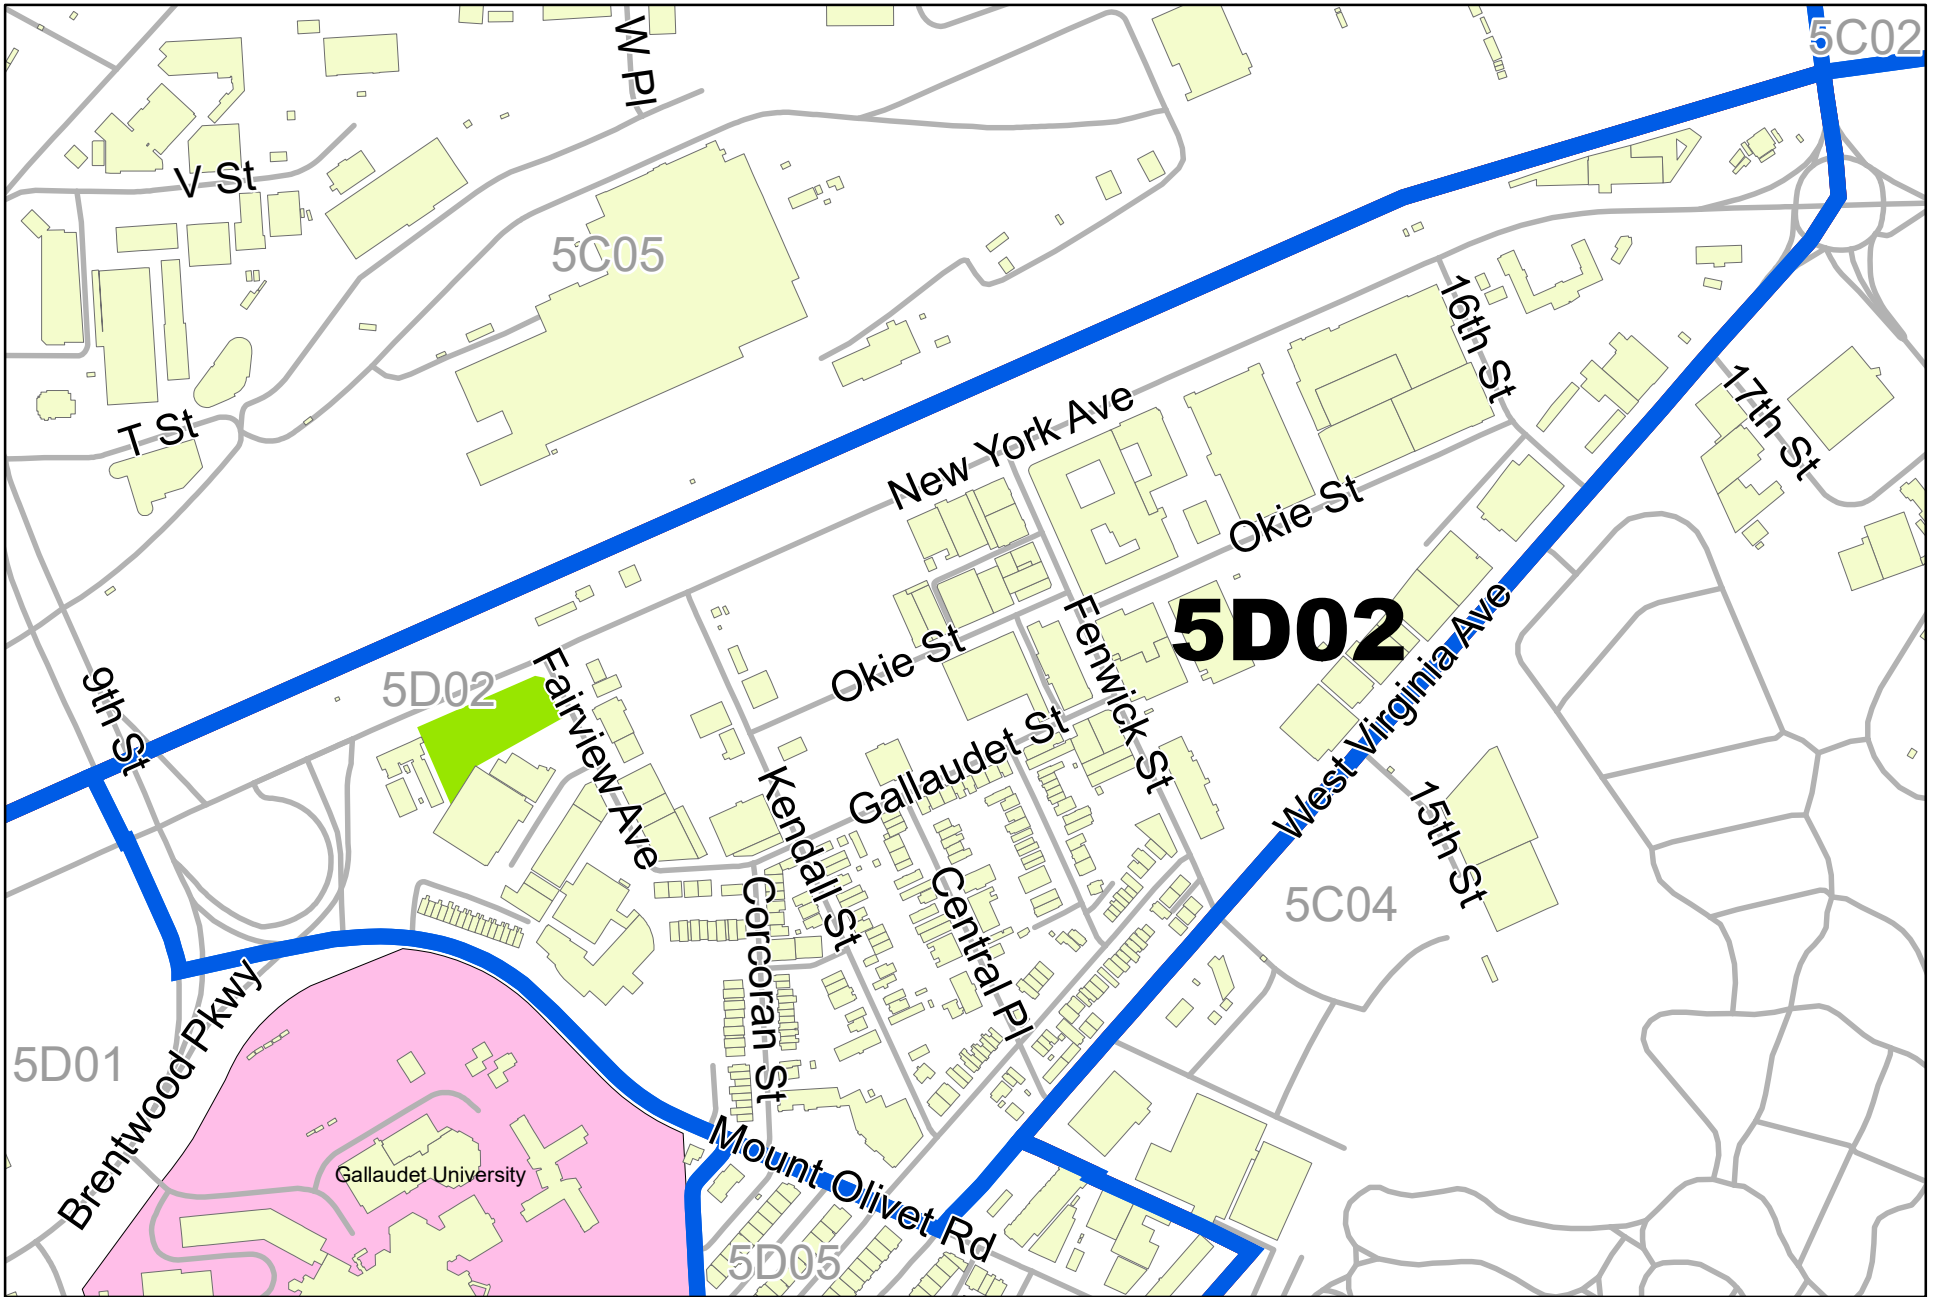 W Pl
5C02
V St
5C05
16th St
17th St
T St
New York Ave
Okie St
5D02
Fenwick St
West Virginia Ave
Okie St
Fairview Ave
9th St
5D02
Gallaudet St
Kendall St
15th St
Corcoran St
Central Pl
5C04
Brentwood Pkwy
5D01
Gallaudet University
Mount Olivet Rd
5D05